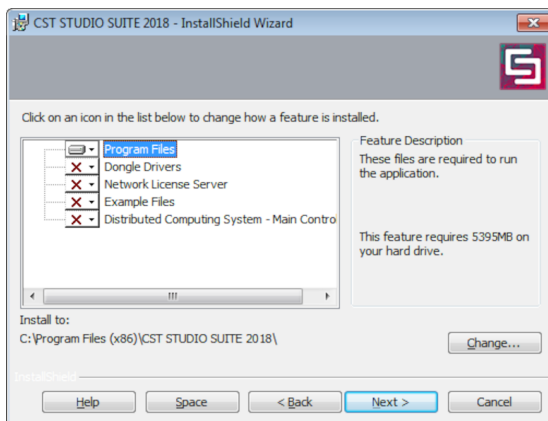 CST STUDIO SUITE 2018 - InstallShield Wizard
Click on an icon in the list below to change how a feature is installed.
Program Files
Dongle Drivers
Network License Server
Example Files
Distributed Computing System - Main Contro
Feature Description
These files are required to run
the application.
This feature requires 5395MB on
your hard drive.
Install to:
C:\Program Files (x86)\CST STUDIO SUITE 2018\
Change...
InstallShield
Help
Space
< Back
Next >
Cancel